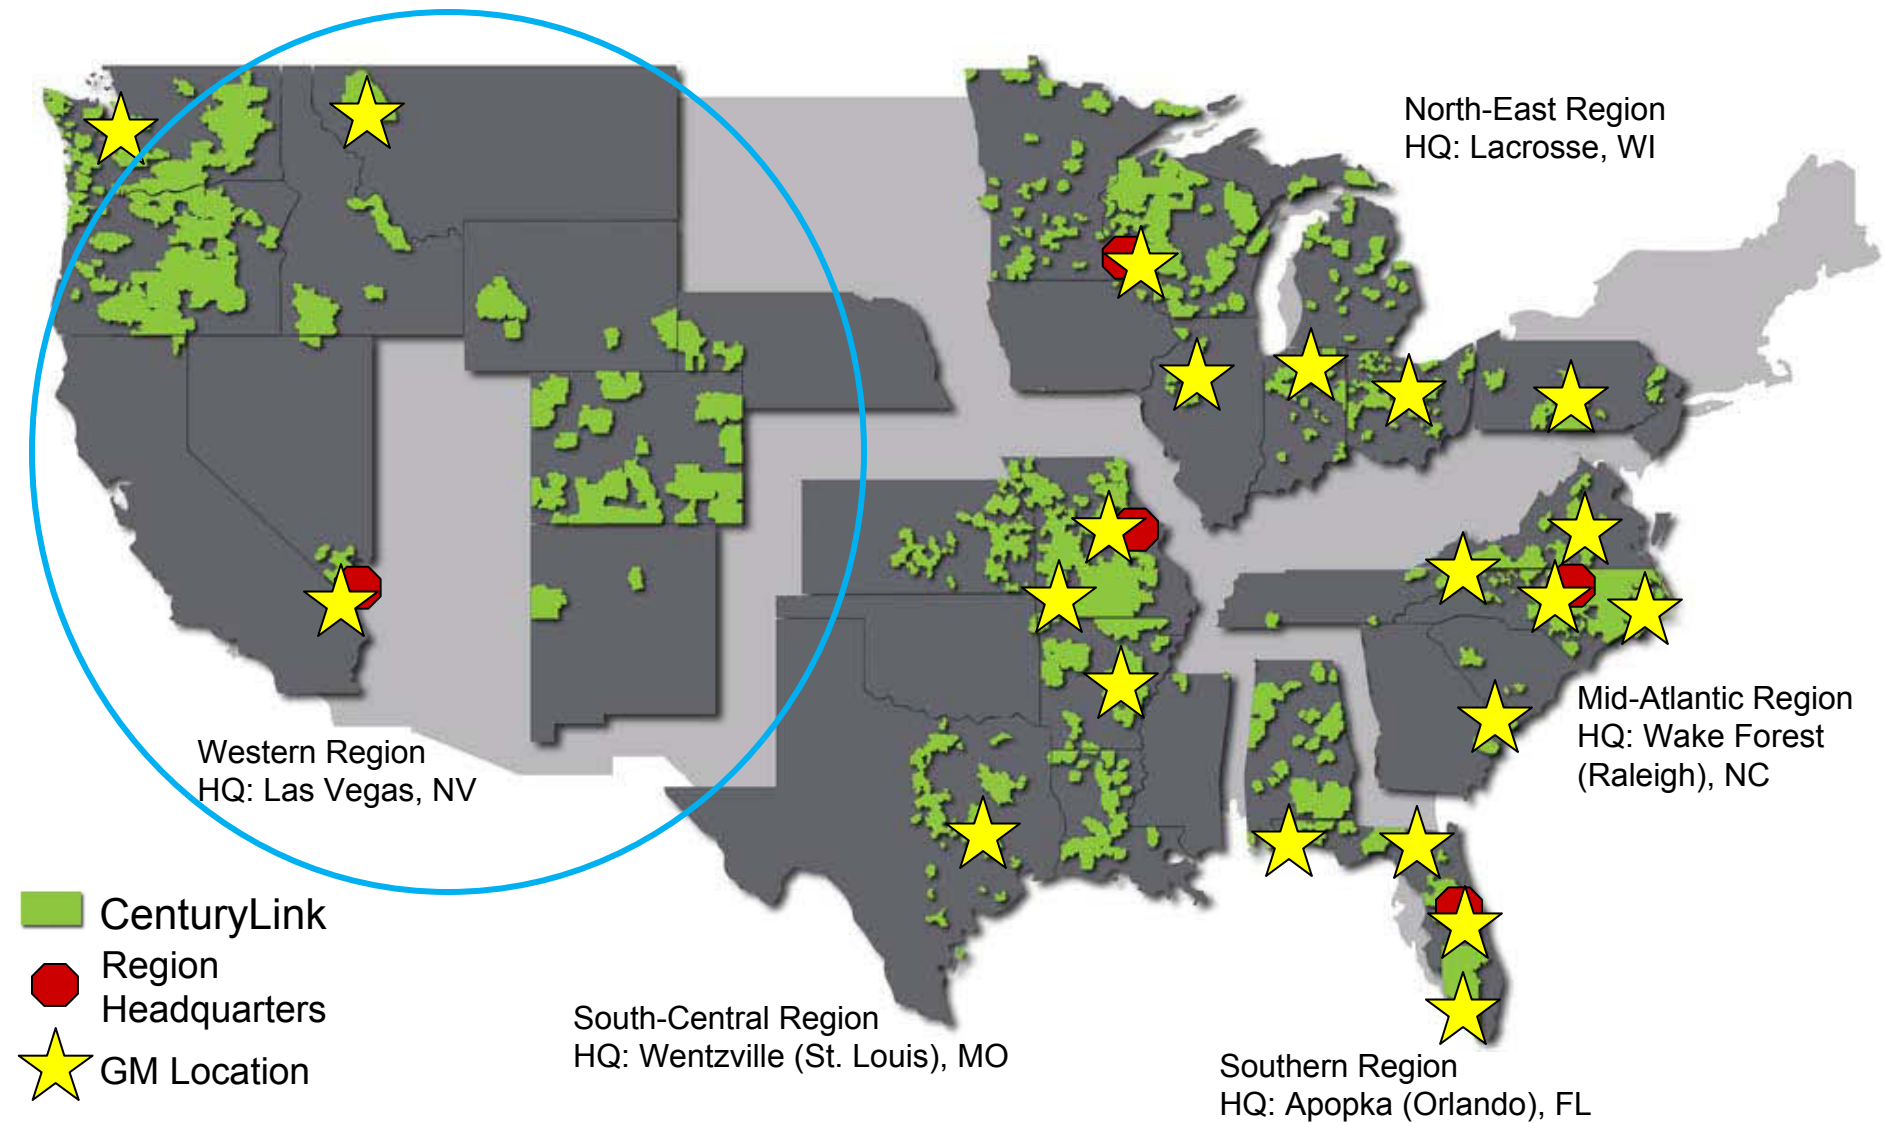 North-East Region
HQ: Lacrosse, WI
Mid-Atlantic Region
HQ: Wake Forest
(Raleigh), NC
Western Region
HQ: Las Vegas, NV
CenturyLink
Region
Headquarters
GM Location
South-Central Region
HQ: Wentzville (St. Louis), MO
Southern Region
HQ: Apopka (Orlando), FL